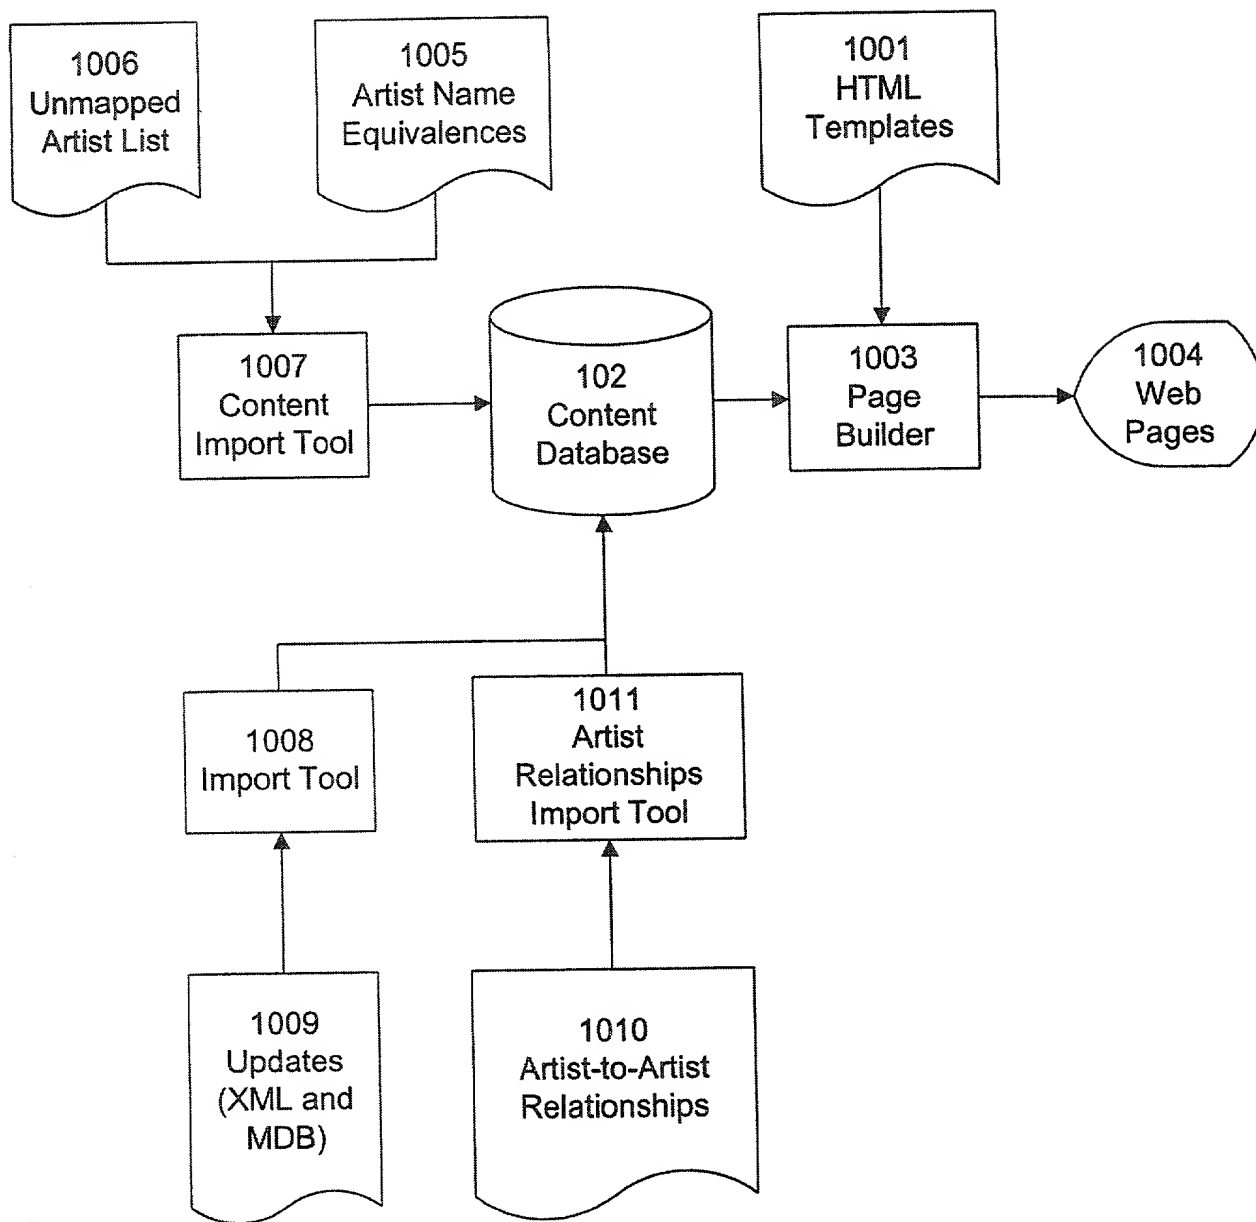 1006
Unmapped
Artist List
1005
Artist Name
Equivalences
1001
HTML
Templates
1007
Content
Import Tool
102
Content
Database
1003
Page
Builder
1004
Web
Pages
1008
Import Tool
1011
Artist
Relationships
Import Tool
1009
Updates
(XML and
MDB)
1010
Artist-to-Artist
Relationships